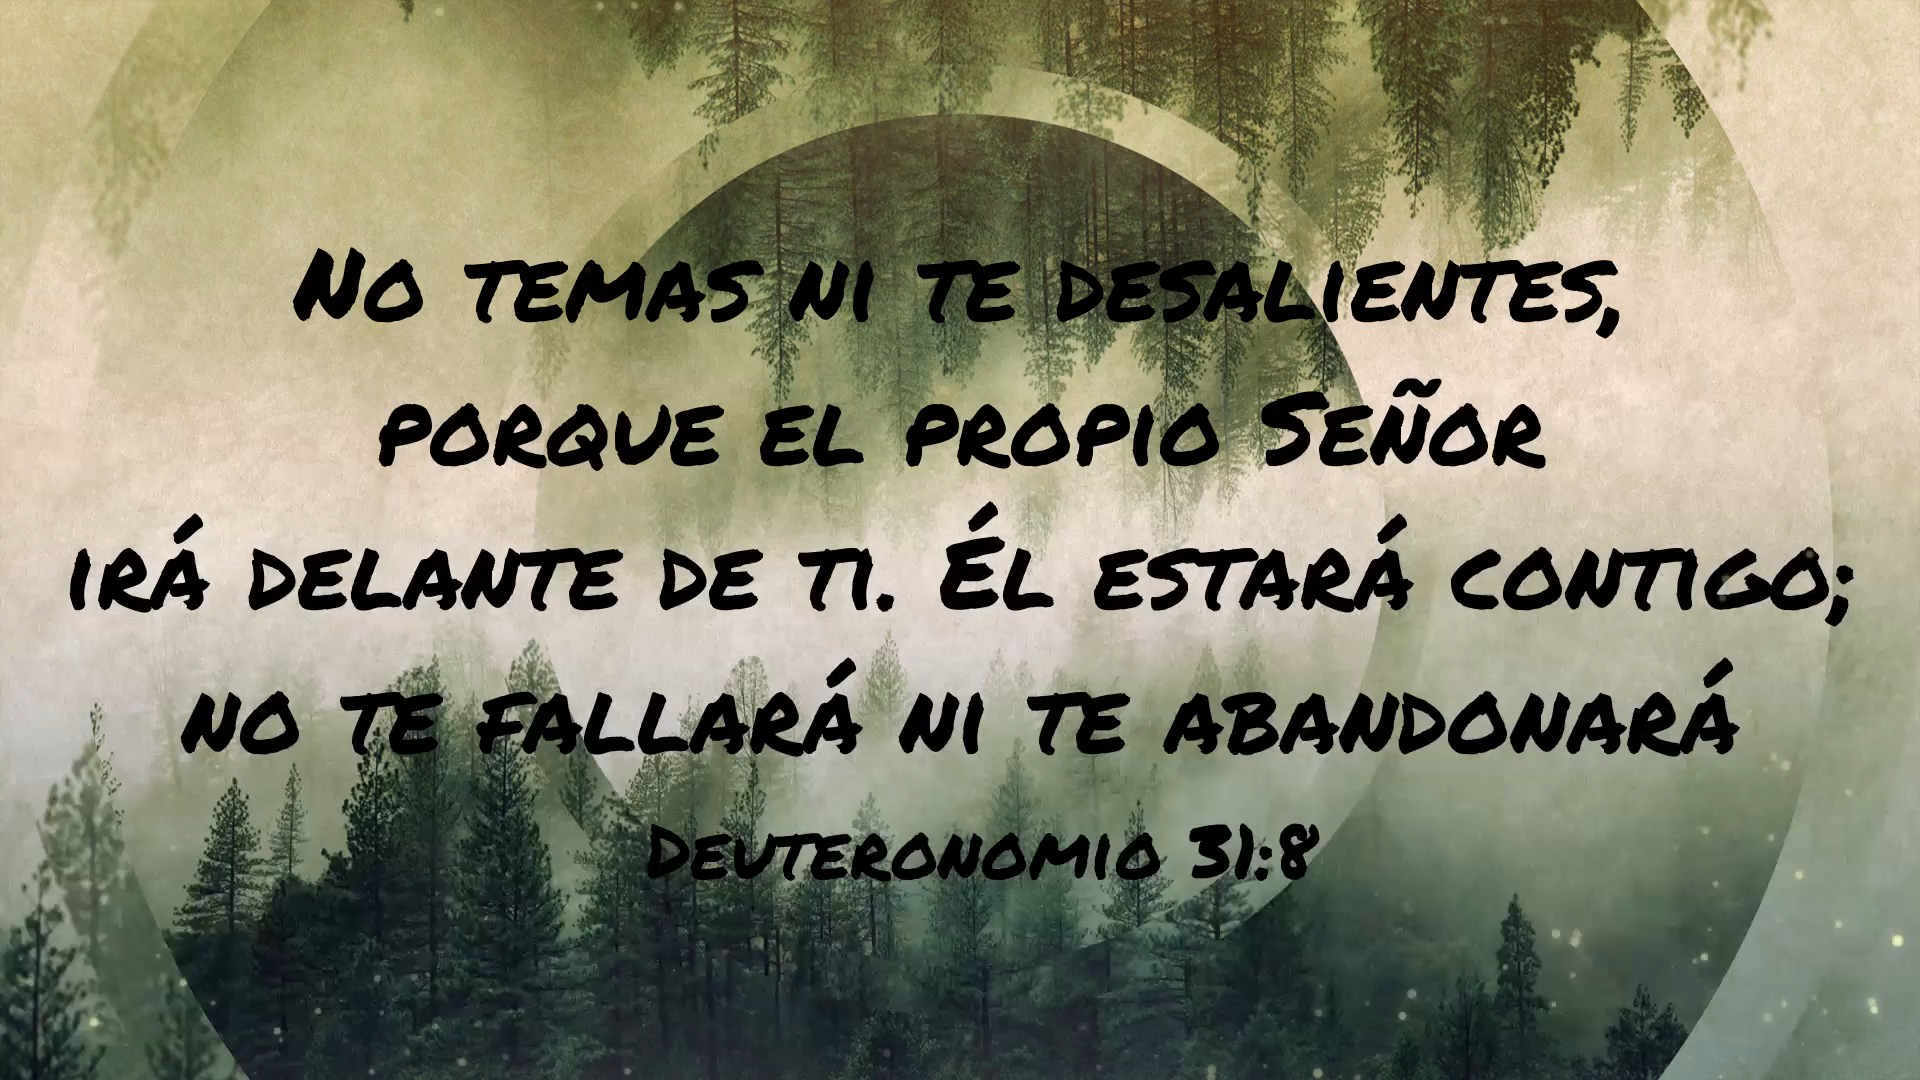 No temas ni te desalientes,
porque el propio Señor
irá delante de ti. Él estará contigo;
no te fallará ni te abandonará
Deuteronomio 31:8